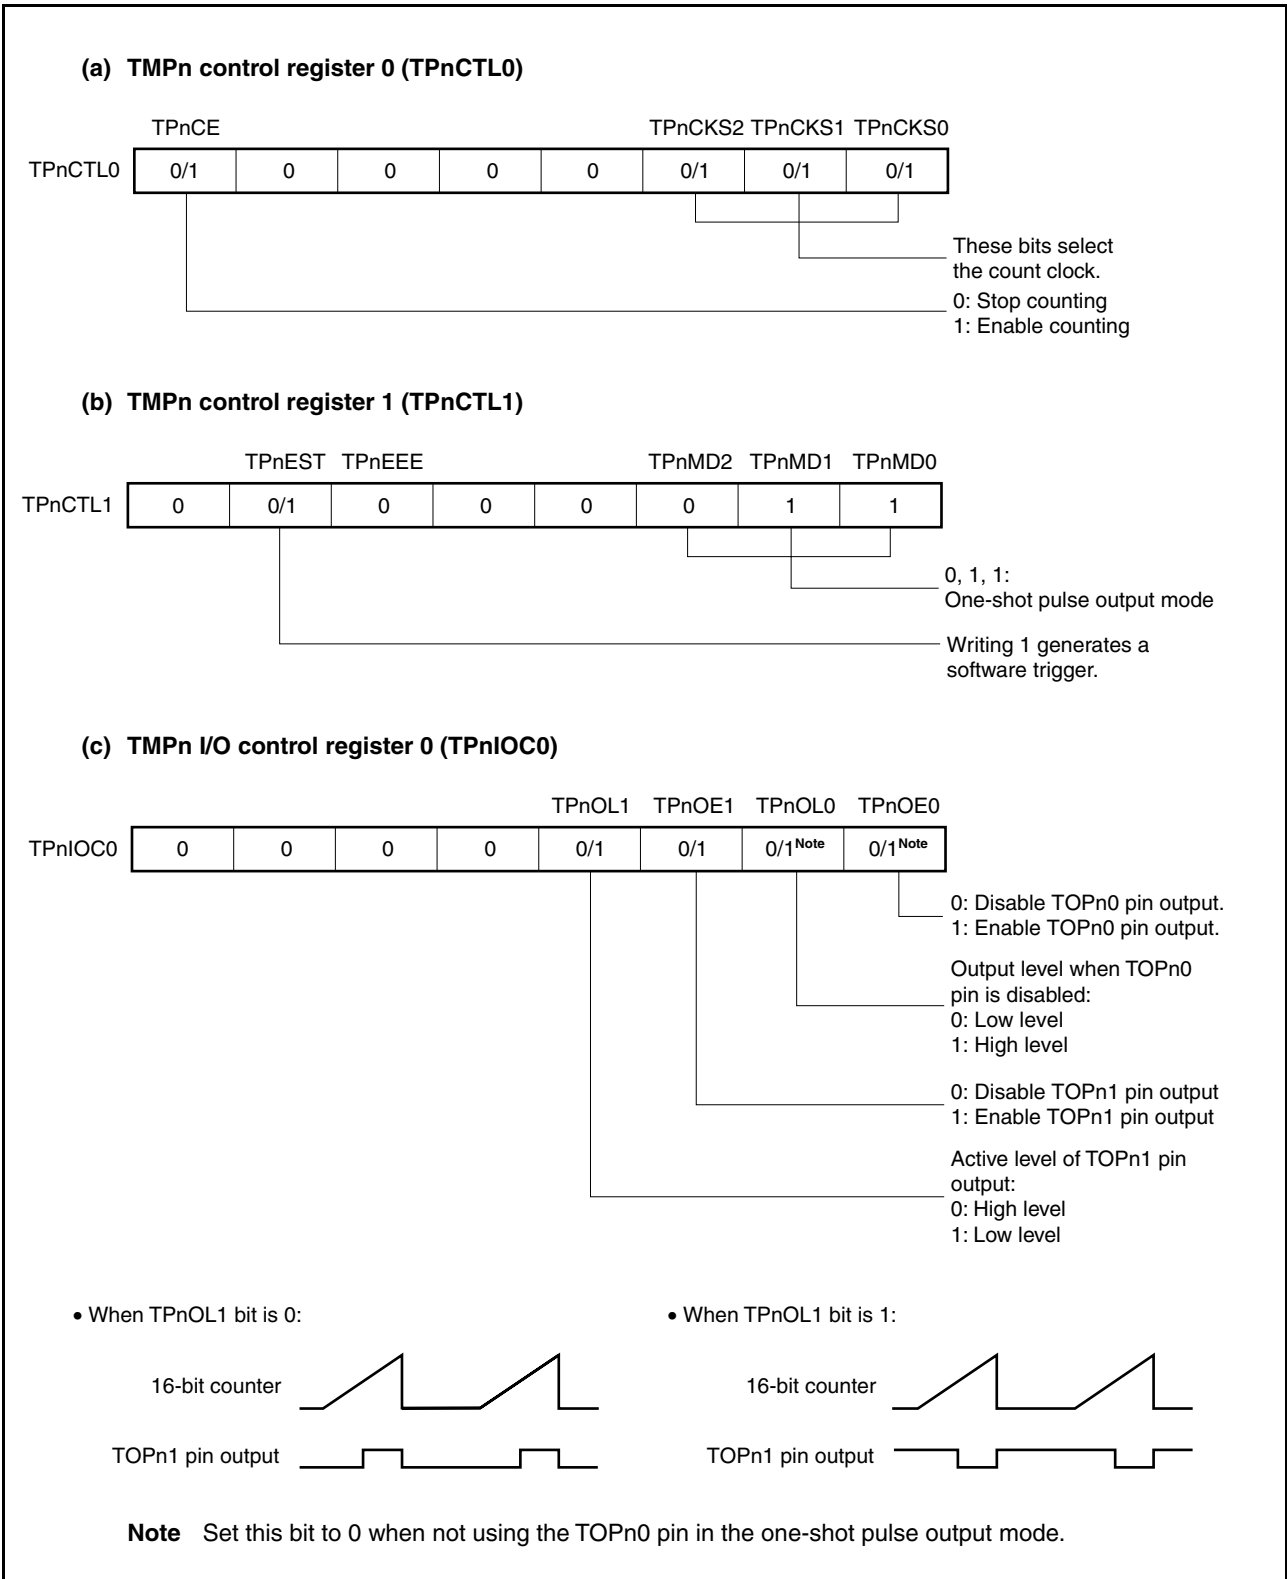 (a) TMPn control register 0 (TPnCTL0)
TPnCE TPnCKS2 TPnCKS1 TPnCKS0
TPnCTL0 0/1 0 0 0 0 0/1 0/1 0/1
These bits select
the count clock.
0: Stop counting
1: Enable counting
(b) TMPn control register 1 (TPnCTL1)
TPnEST TPnEEE TPnMD2 TPnMD1 TPnMD0
TPnCTL1 0 0/1 0 0 0 0 1 1
0, 1, 1:
One-shot pulse output mode
Writing 1 generates a
software trigger.
(c) TMPn I/O control register 0 (TPnIOC0)
TPnOL1 TPnOE1 TPnOL0 TPnOE0
TPnIOC0 0 0 0 0 0/1 0/1 0/1Note 0/1Note
0: Disable TOPn0 pin output.
1: Enable TOPn0 pin output.
Output level when TOPn0
pin is disabled:
0: Low level
1: High level
0: Disable TOPn1 pin output
1: Enable TOPn1 pin output
Active level of TOPn1 pin
output:
0: High level
1: Low level
• When TPnOL1 bit is 0:
16-bit counter
TOPn1 pin output
• When TPnOL1 bit is 1:
16-bit counter
TOPn1 pin output
Note Set this bit to 0 when not using the TOPn0 pin in the one-shot pulse output mode.